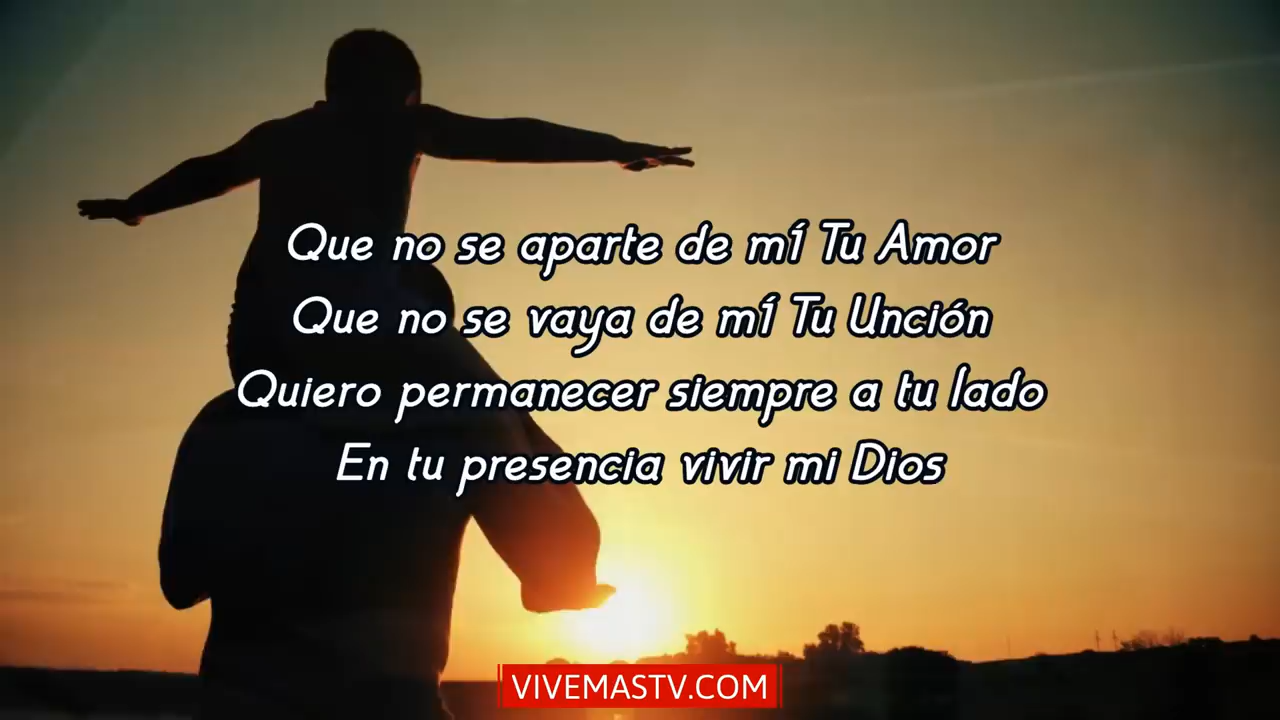 Que no se aparte de mí Tu Amor
Que no se vaya de mí Tu Unción
Quiero permanecer siempre a tu lado
En tu presencia vivir mi Dios
VIVEMASTV.COM